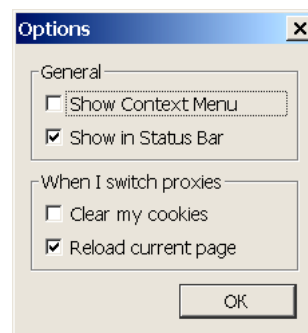 Options
General
Show Context Menu
Show in Status Bar
When I switch proxies
Clear my cookies
Reload current page
OK